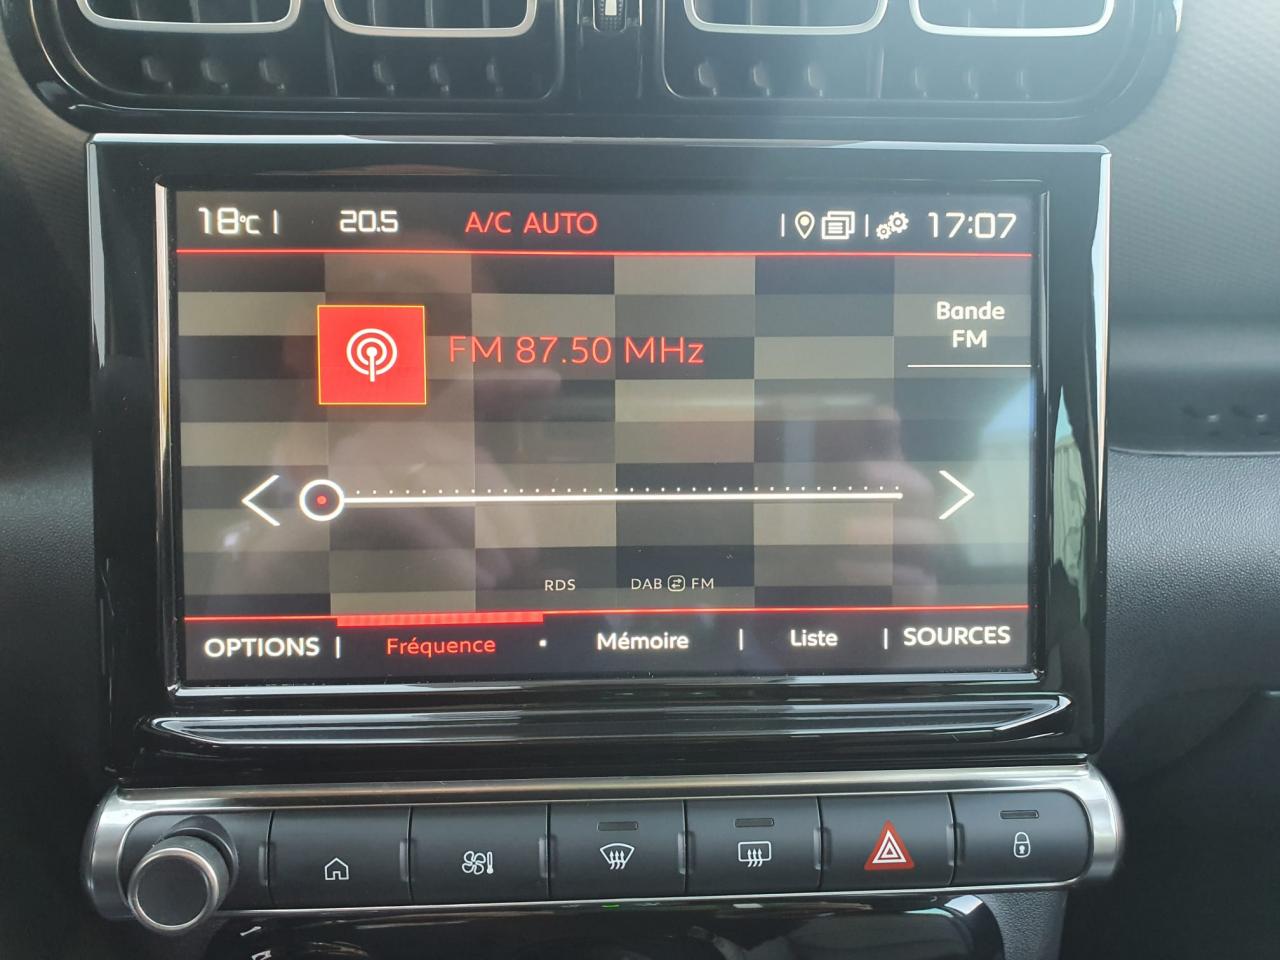 18°C | 20.5 A/C AUTO 17:07
Bande
FM
FM 87.50 MHz
RDS DAB FM
OPTIONS | Fréquence • Mémoire | Liste | SOURCES